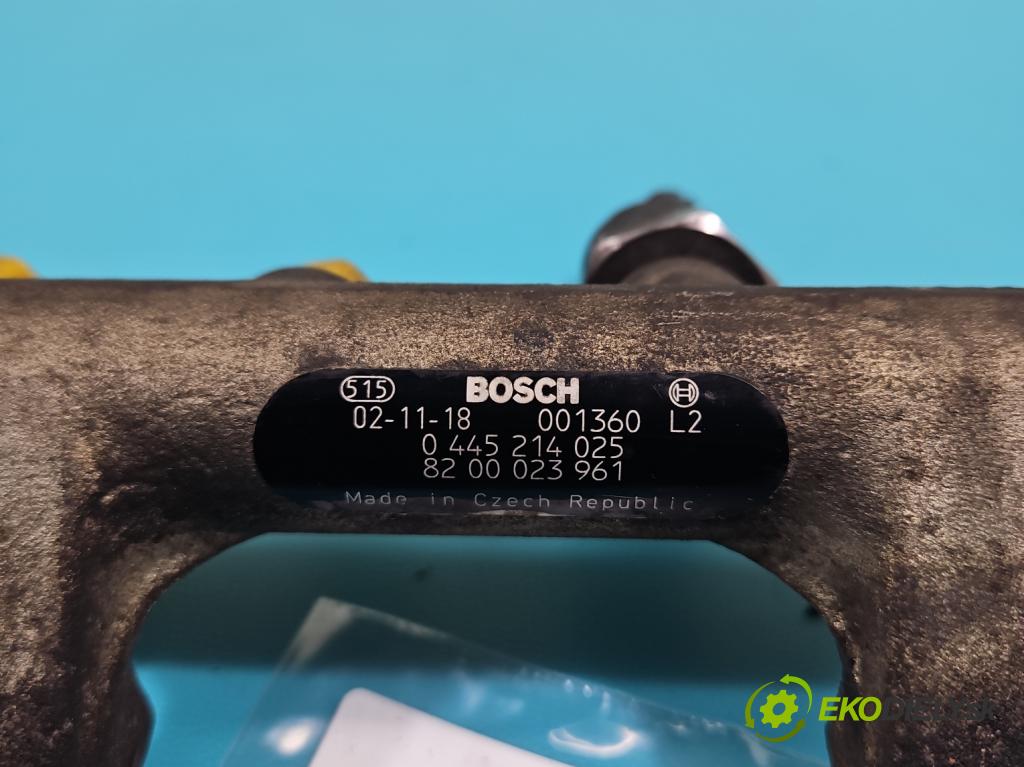 515 BOSCH
02-11-18 001360 L2
0 445 214 025
82 00 023 961
Made in Czech Republic